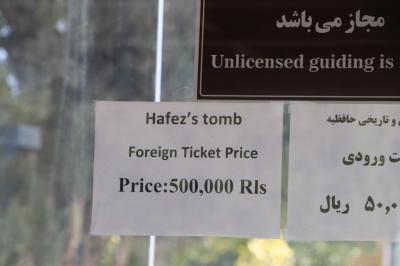 مجاز می باشد
Unlicensed guiding is
Hafez's tomb
Foreign Ticket Price
Price:500,000 Rls
و تاریخی حافظیه
ورودی
ریال